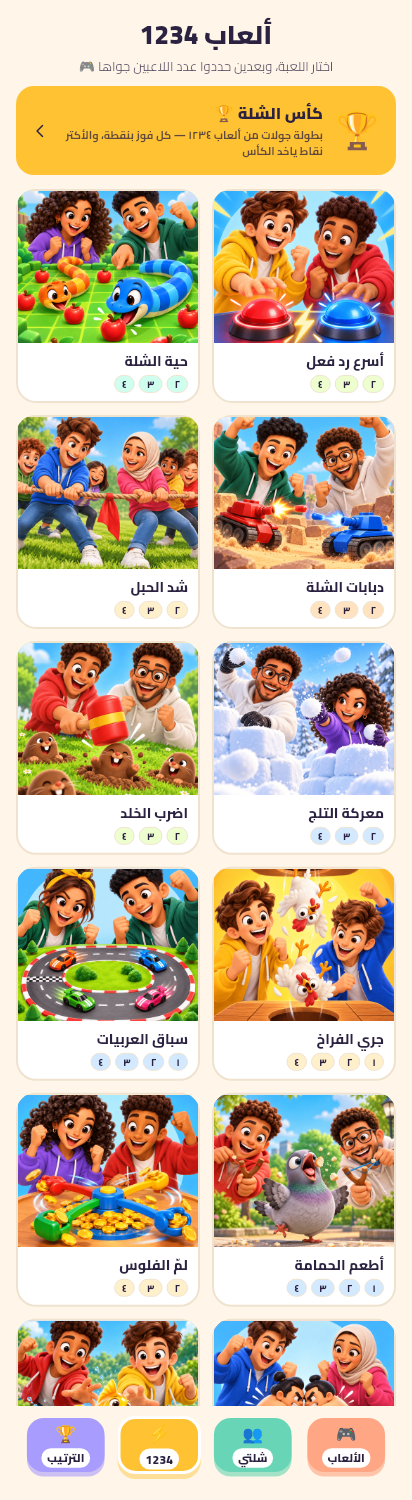 ألعاب 1234
اختار اللعبة، وبعدين حددوا عدد اللاعبين جواها 🎮
كأس الشلة 🏆
بطولة جولات من ألعاب ١٢٣٤ — كل فوز بنقطة، والأكتر
نقاط ياخد الكأس
أسرع رد فعل
٢ ٣ ٤
حية الشلة
٢ ٣ ٤
دبابات الشلة
٢ ٣ ٤
شد الحبل
٢ ٣ ٤
معركة التلج
٢ ٣ ٤
اضرب الخلد
٢ ٣ ٤
جري الفراخ
١ ٢ ٣ ٤
سباق العربيات
١ ٢ ٣ ٤
أطعم الحمامة
١ ٢ ٣ ٤
لمّ الفلوس
٢ ٣ ٤
الألعاب
شلتي
1234
الترتيب